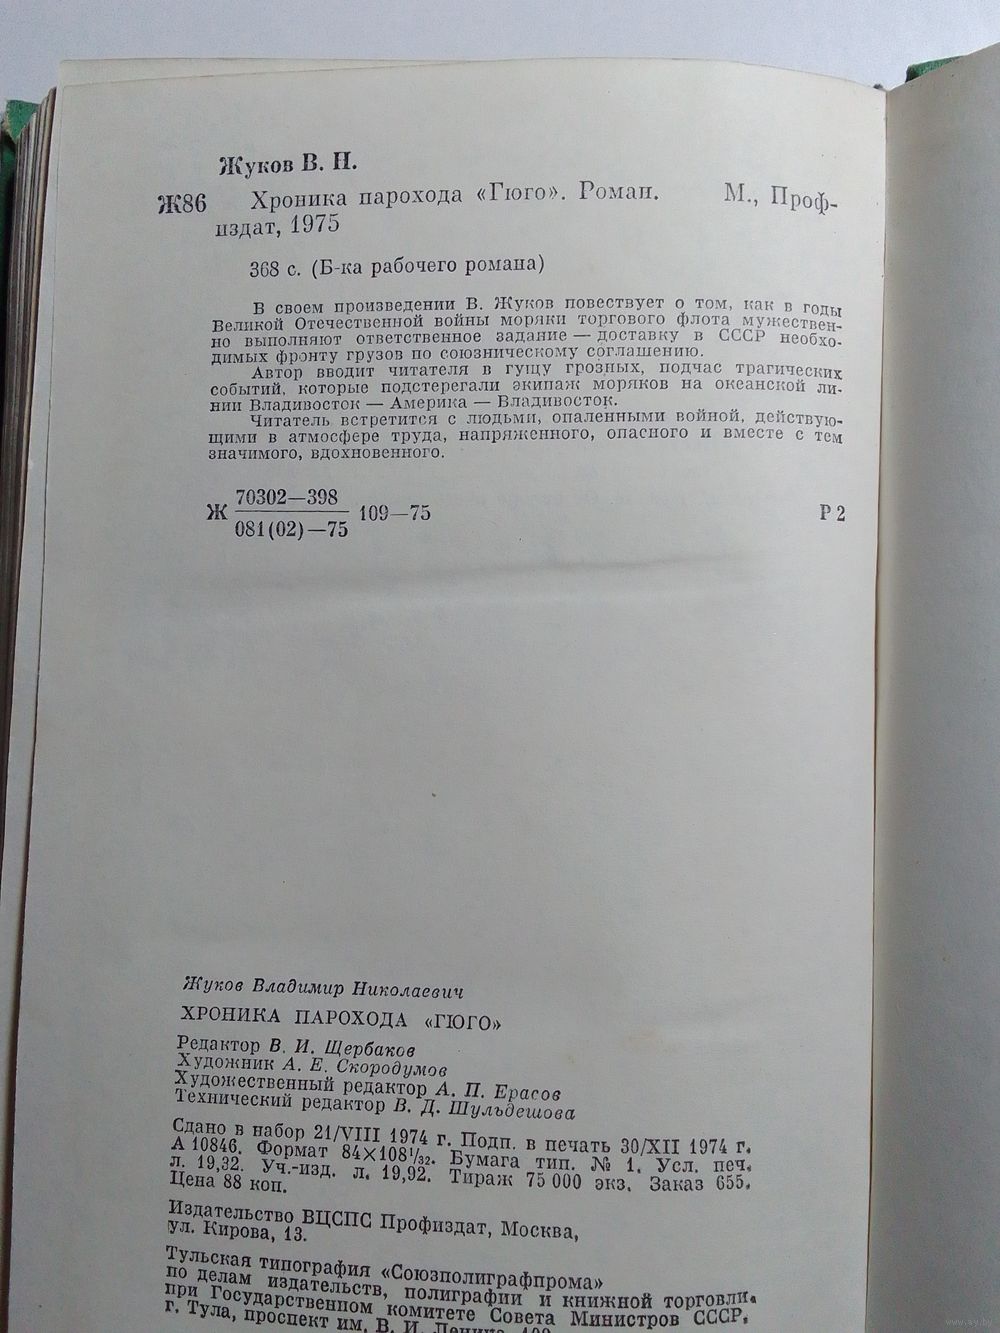 Жуков В. Н.
Ж86 Хроника парохода «Гюго». Роман. М., Проф-
издат, 1975
368 с. (Б-ка рабочего романа)
В своем произведении В. Жуков повествует о том, как в годы
Великой Отечественной войны моряки торгового флота мужествен-
но выполняют ответственное задание — доставку в СССР необхо-
димых фронту грузов по союзническому соглашению.
Автор вводит читателя в гущу грозных, подчас трагических
событий, которые подстерегали экипаж моряков на океанской ли-
нии Владивосток — Америка — Владивосток.
Читатель встретится с людьми, опаленными войной, действую-
щими в атмосфере труда, напряженного, опасного и вместе с тем
значимого, вдохновенного.
Ж 70302—398
081(02)—75 109—75 Р2
Жуков Владимир Николаевич
ХРОНИКА ПАРОХОДА «ГЮГО»
Редактор В. И. Щербаков
Художник А. Е. Скородумов
Художественный редактор А. П. Ерасов
Технический редактор В. Д. Шульдешова
Сдано в набор 21/VIII 1974 г. Подп. в печать 30/XII 1974 г.
А 10846. Формат 84×108 1/32. Бумага тип. № 1. Усл. печ.
л. 19,32. Уч.-изд. л. 19,92. Тираж 75 000 экз. Заказ 655.
Цена 88 коп.
Издательство ВЦСПС Профиздат, Москва,
ул. Кирова, 13.
Тульская типография «Союзполиграфпрома»
по делам издательств, полиграфии и книжной торговли.
при Государственном комитете Совета Министров СССР,
г. Тула, проспект им. В. И. Ленина,
www.ay.by